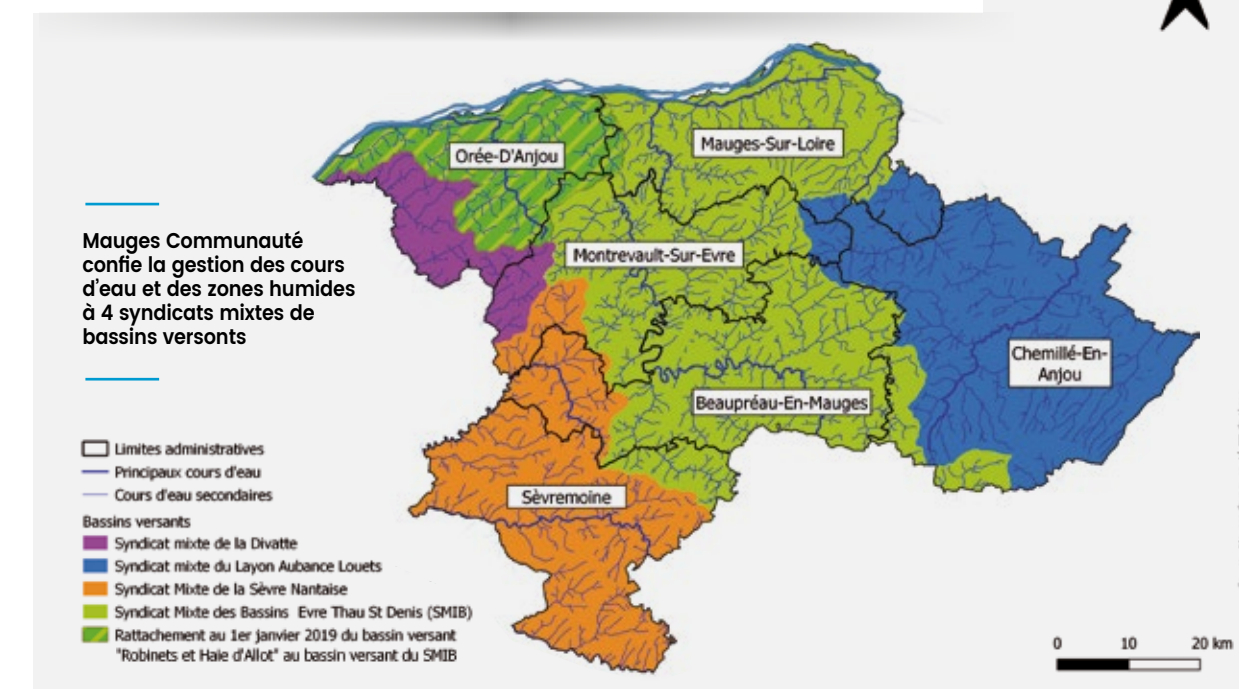 Orée-D'Anjou
Mauges-Sur-Loire
Mauges Communauté
confie la gestion des cours
d'eau et des zones humides
à 4 syndicats mixtes de
bassins versonts
Montrevault-Sur-Evre
Chemillé-En-
Anjou
Beaupréau-En-Mauges
Sèvremoine
Limites administratives
Principaux cours d'eau
Cours d'eau secondaires
Bassins versants
Syndicat mixte de la Divatte
Syndicat mixte du Layon Aubance Louets
Syndicat Mixte de la Sèvre Nantaise
Syndicat Mixte des Bassins Evre Thau St Denis (SMIB)
Rattachement au 1er janvier 2019 du bassin versant
"Robinets et Haie d'Allot" au bassin versant du SMIB
0 10 20 km